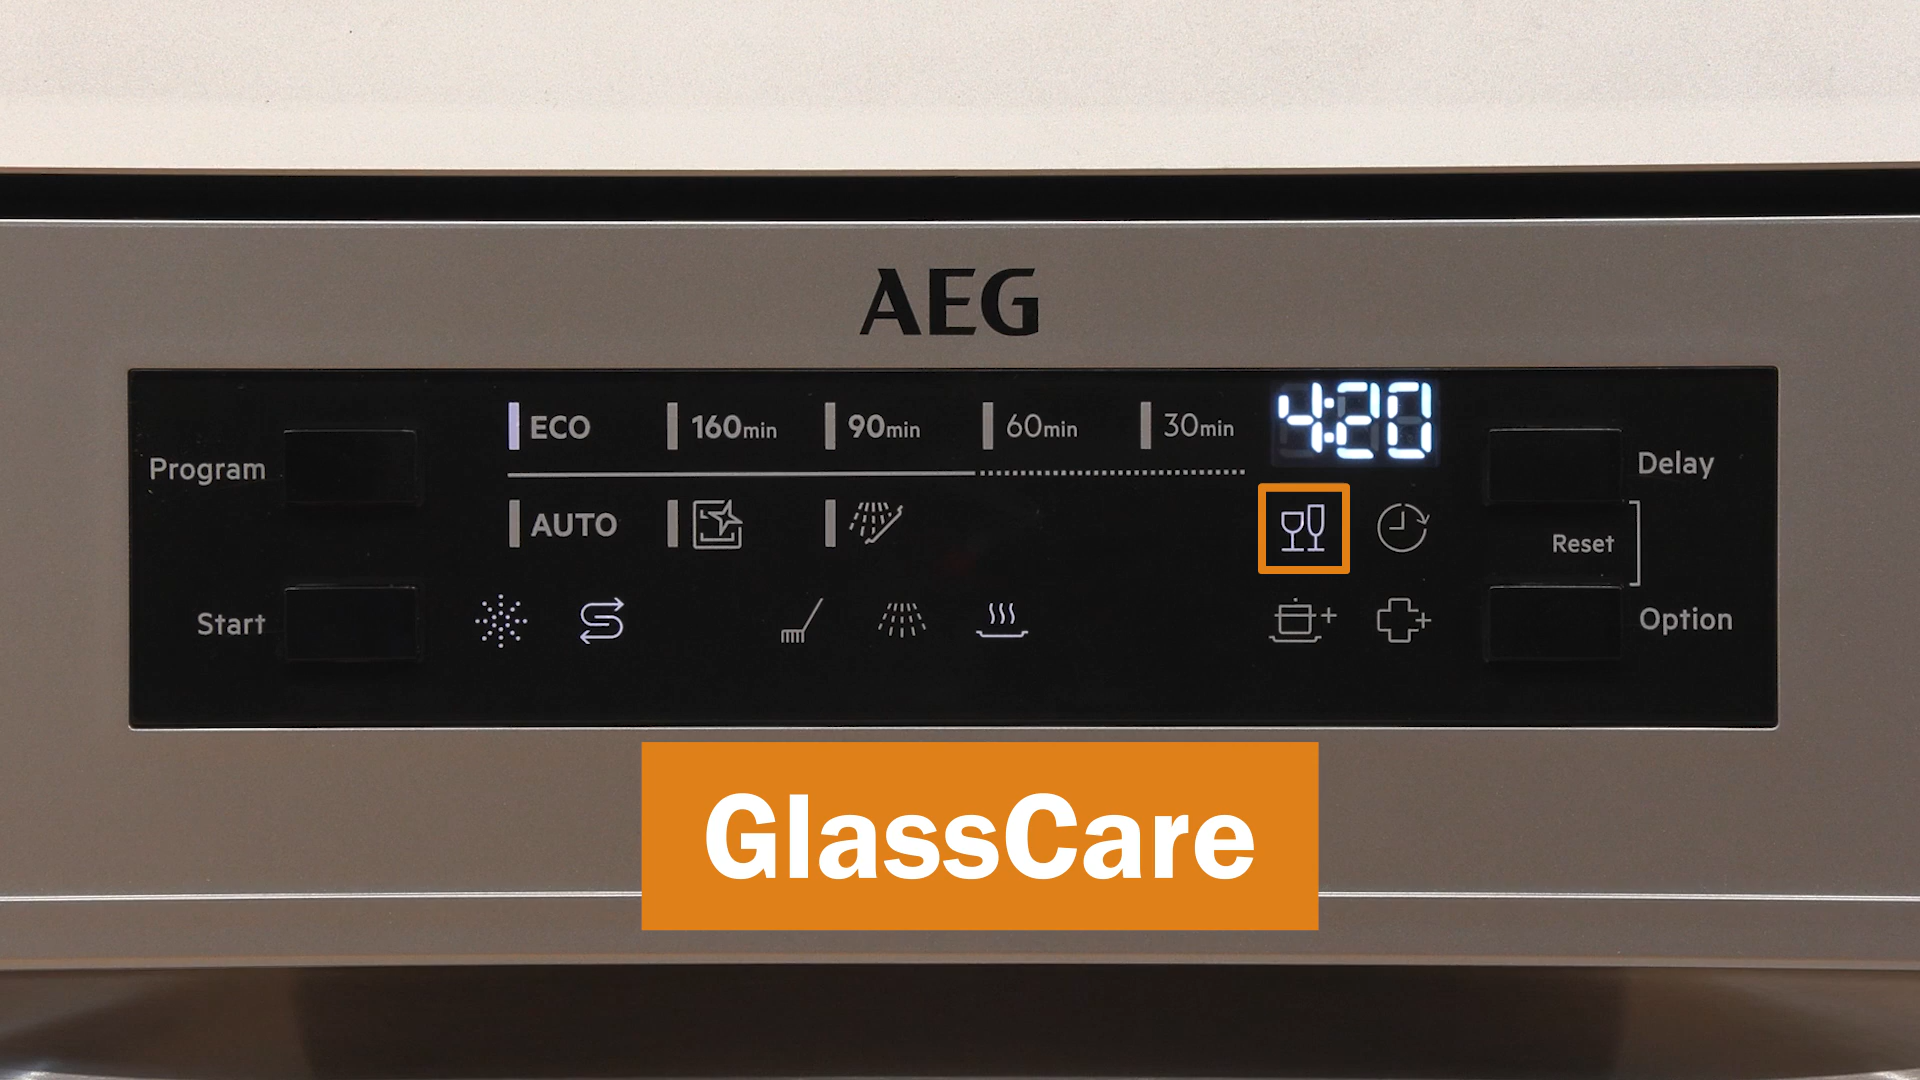 AEG
Program
ECO 160min 90min 60min 30min
4:20
Delay
AUTO
Reset
Start
Option
GlassCare